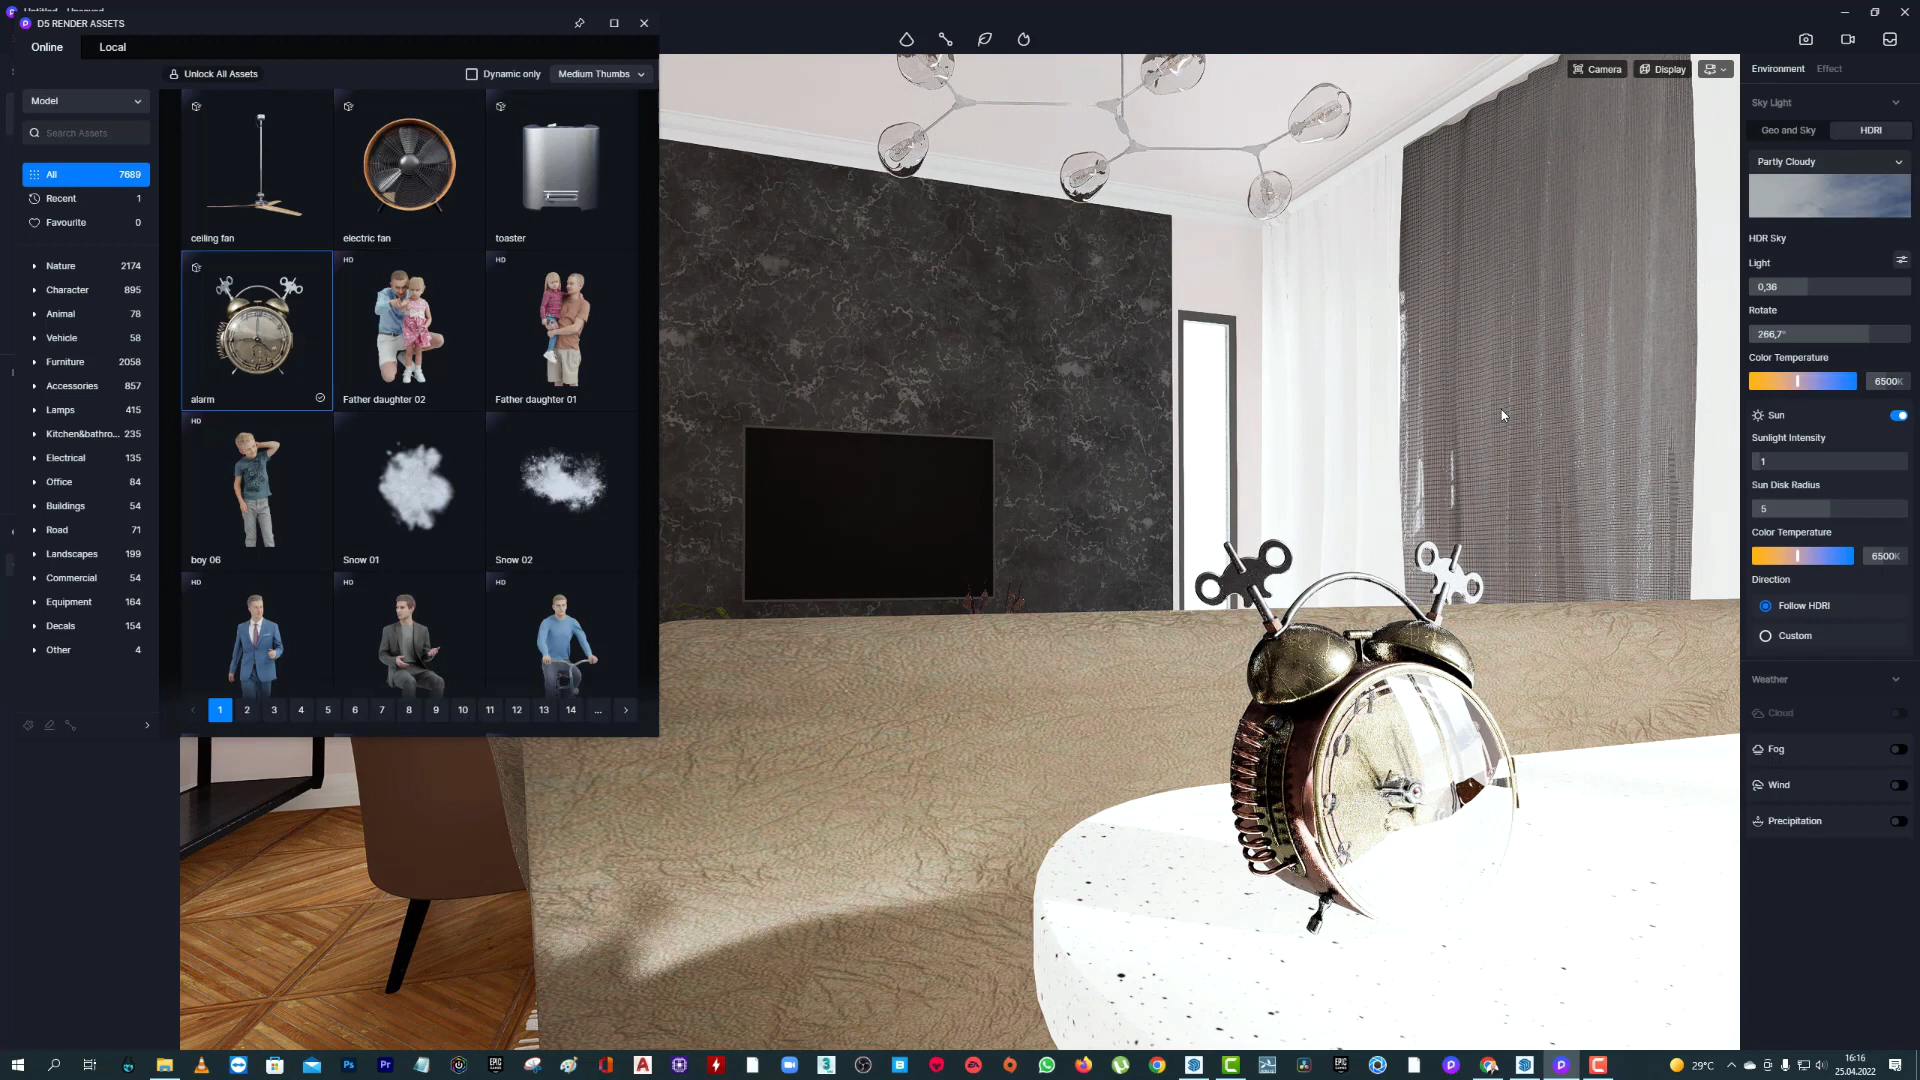 D5 RENDER ASSETS
Online
Local
Unlock All Assets
Dynamic only
Medium Thumbs
Model
Search Assets
All 7689
Recent 1
Favourite 0
Nature 2174
Character 895
Animal 78
Vehicle 58
Furniture 2058
Accessories 857
Lamps 415
Kitchen&bathro... 235
Electrical 135
Office 84
Buildings 54
Road 71
Landscapes 199
Commercial 54
Equipment 164
Decals 154
Other 4
ceiling fan
electric fan
toaster
HD
HD
alarm
Father daughter 02
Father daughter 01
HD
boy 06
Snow 01
Snow 02
HD
HD
HD
1 2 3 4 5 6 7 8 9 10 11 12 13 14 ...
Camera
Display
Environment
Effect
Sky Light
Geo and Sky
HDRI
Partly Cloudy
HDR Sky
Light
0,36
Rotate
266,7°
Color Temperature
6500K
Sun
Sunlight Intensity
1
Sun Disk Radius
5
Color Temperature
6500K
Direction
Follow HDRI
Custom
Weather
Cloud
Fog
Wind
Precipitation
29°C
16:16
25.04.2022